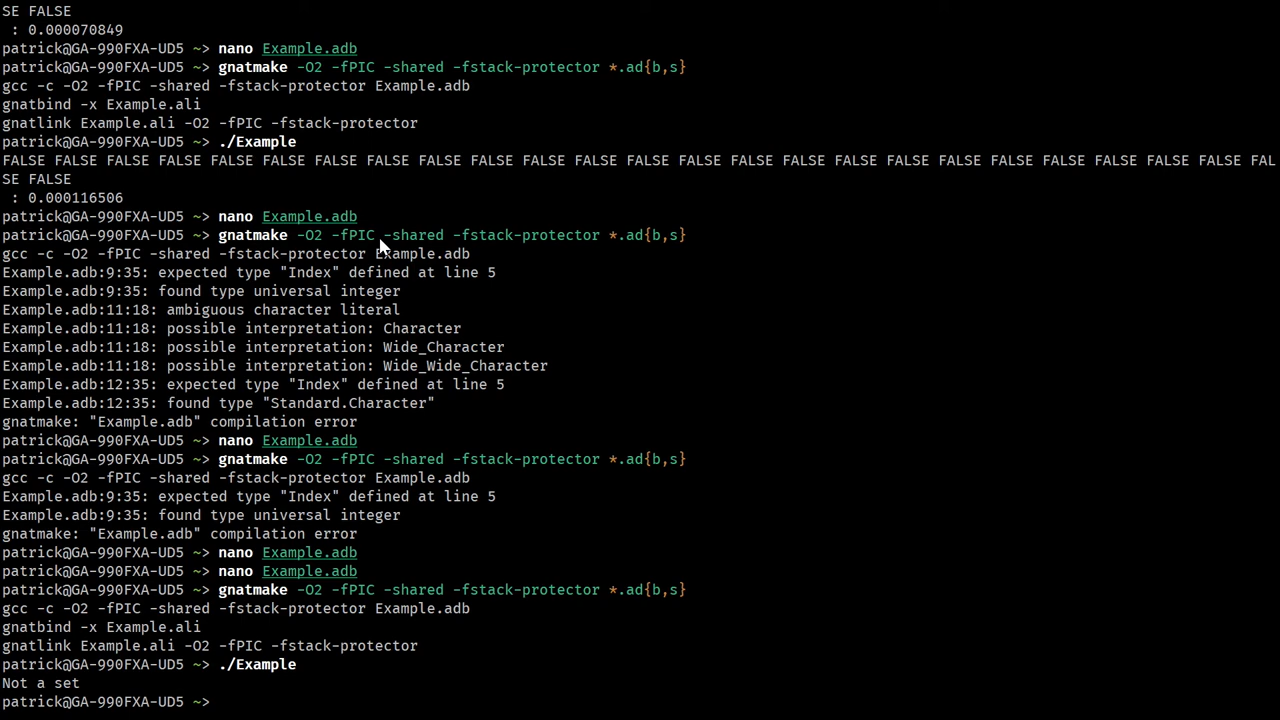 SE FALSE
 : 0.000070849
patrick@GA-990FXA-UD5 ~> nano Example.adb
patrick@GA-990FXA-UD5 ~> gnatmake -O2 -fPIC -shared -fstack-protector *.ad{b,s}
gcc -c -O2 -fPIC -shared -fstack-protector Example.adb
gnatbind -x Example.ali
gnatlink Example.ali -O2 -fPIC -fstack-protector
patrick@GA-990FXA-UD5 ~> ./Example
FALSE FALSE FALSE FALSE FALSE FALSE FALSE FALSE FALSE FALSE FALSE FALSE FALSE FALSE FALSE FALSE FALSE FALSE FALSE FALSE FALSE FALSE FALSE FALSE FAL
SE FALSE
 : 0.000116506
patrick@GA-990FXA-UD5 ~> nano Example.adb
patrick@GA-990FXA-UD5 ~> gnatmake -O2 -fPIC -shared -fstack-protector *.ad{b,s}
gcc -c -O2 -fPIC -shared -fstack-protector Example.adb
Example.adb:9:35: expected type "Index" defined at line 5
Example.adb:9:35: found type universal integer
Example.adb:11:18: ambiguous character literal
Example.adb:11:18: possible interpretation: Character
Example.adb:11:18: possible interpretation: Wide_Character
Example.adb:11:18: possible interpretation: Wide_Wide_Character
Example.adb:12:35: expected type "Index" defined at line 5
Example.adb:12:35: found type "Standard.Character"
gnatmake: "Example.adb" compilation error
patrick@GA-990FXA-UD5 ~> nano Example.adb
patrick@GA-990FXA-UD5 ~> gnatmake -O2 -fPIC -shared -fstack-protector *.ad{b,s}
gcc -c -O2 -fPIC -shared -fstack-protector Example.adb
Example.adb:9:35: expected type "Index" defined at line 5
Example.adb:9:35: found type universal integer
gnatmake: "Example.adb" compilation error
patrick@GA-990FXA-UD5 ~> nano Example.adb
patrick@GA-990FXA-UD5 ~> nano Example.adb
patrick@GA-990FXA-UD5 ~> gnatmake -O2 -fPIC -shared -fstack-protector *.ad{b,s}
gcc -c -O2 -fPIC -shared -fstack-protector Example.adb
gnatbind -x Example.ali
gnatlink Example.ali -O2 -fPIC -fstack-protector
patrick@GA-990FXA-UD5 ~> ./Example
Not a set
patrick@GA-990FXA-UD5 ~>